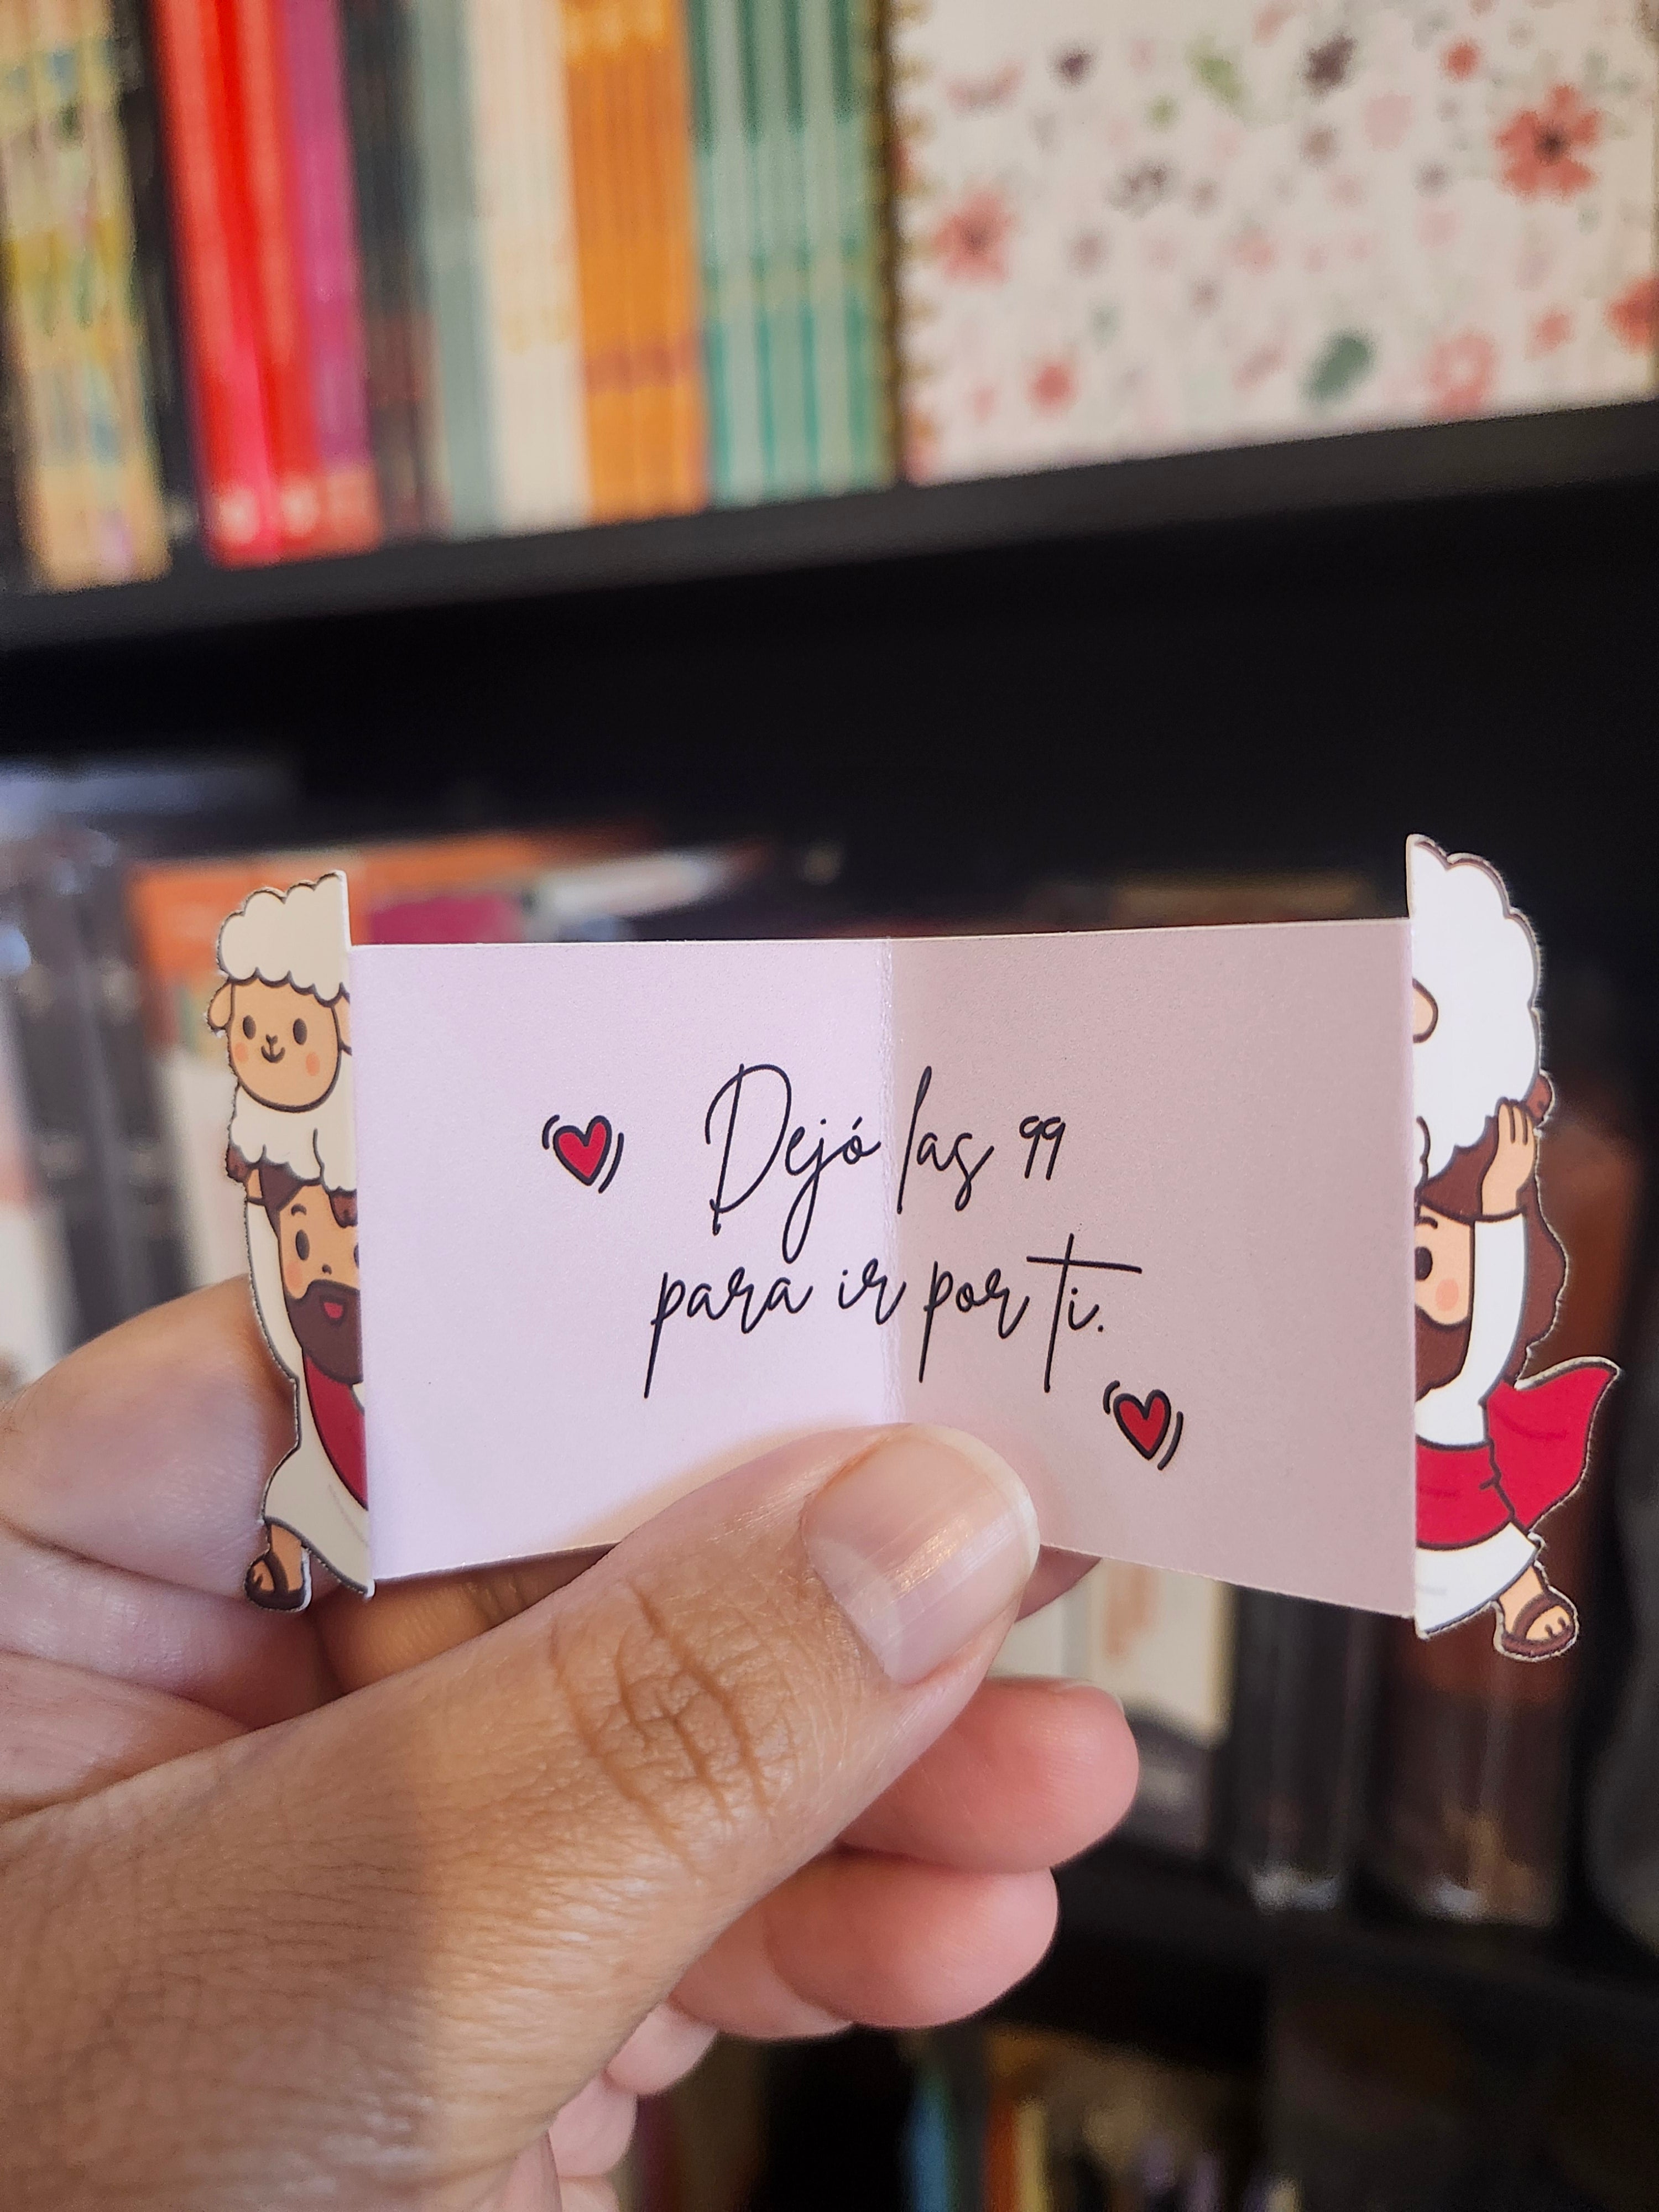 Dejó las 99
para ir por ti.